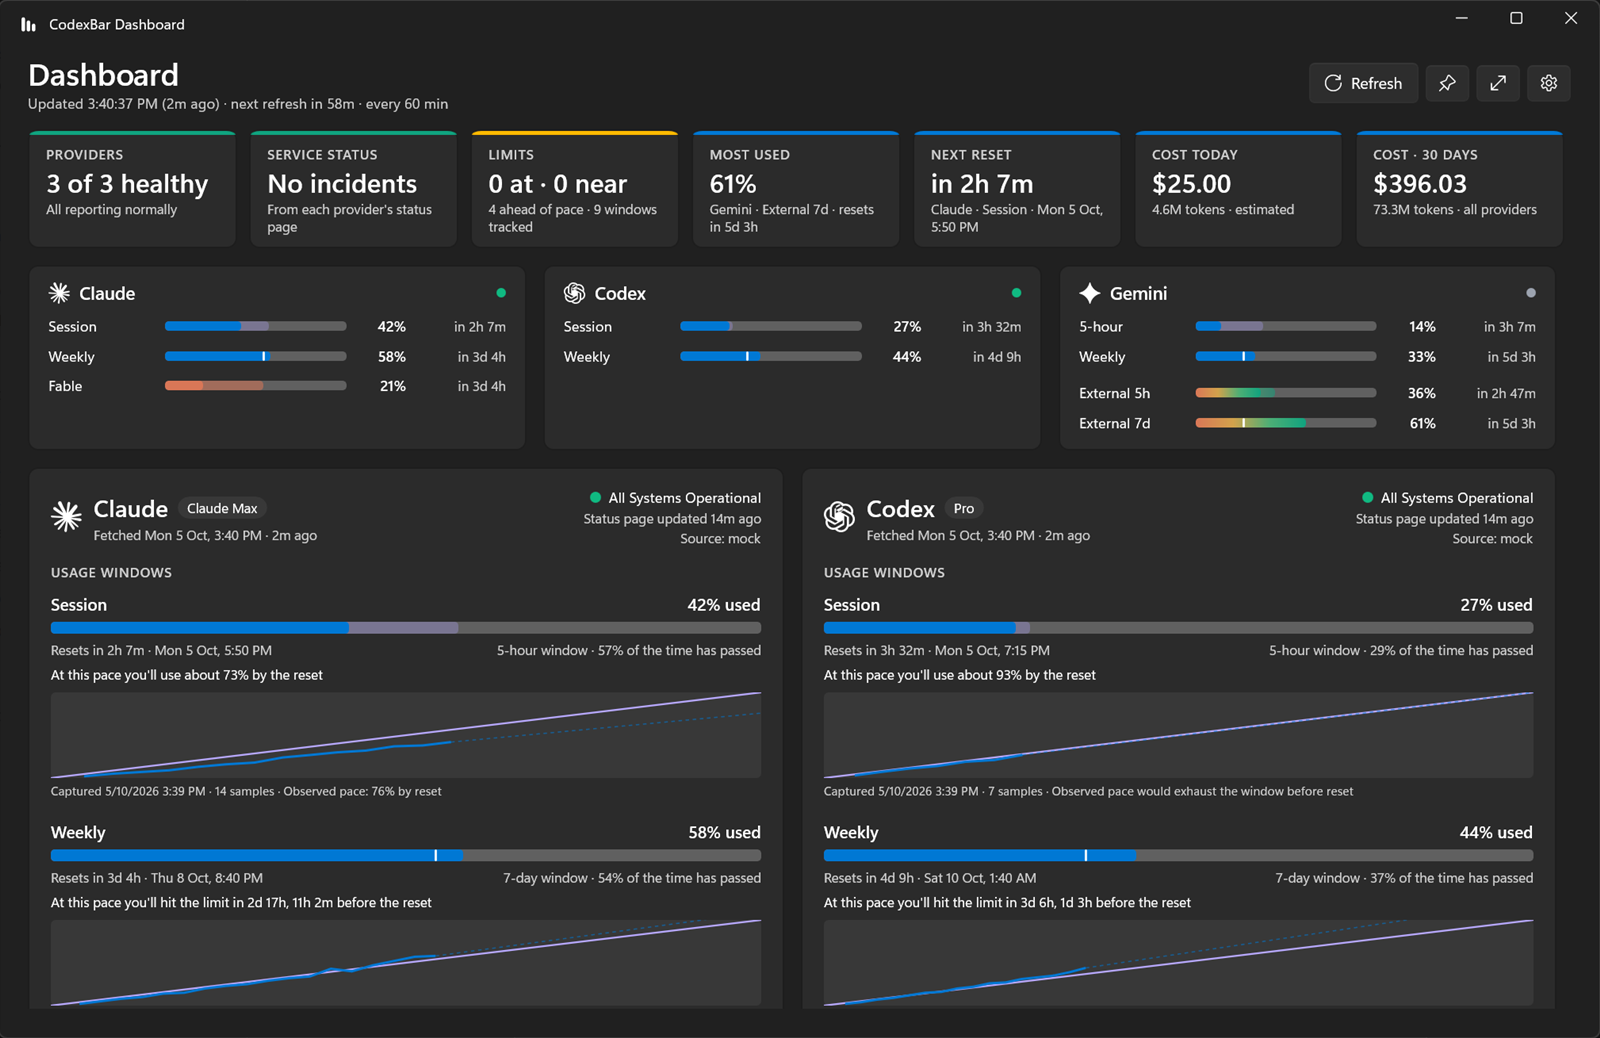 CodexBar Dashboard
Dashboard
Updated 3:40:37 PM (2m ago) · next refresh in 58m · every 60 min
Refresh
PROVIDERS
3 of 3 healthy
All reporting normally
SERVICE STATUS
No incidents
From each provider's status
page
LIMITS
0 at · 0 near
4 ahead of pace · 9 windows
tracked
MOST USED
61%
Gemini · External 7d · resets
in 5d 3h
NEXT RESET
in 2h 7m
Claude · Session · Mon 5 Oct,
5:50 PM
COST TODAY
$25.00
4.6M tokens · estimated
COST · 30 DAYS
$396.03
73.3M tokens · all providers
Claude
Session 42% in 2h 7m
Weekly 58% in 3d 4h
Fable 21% in 3d 4h
Codex
Session 27% in 3h 32m
Weekly 44% in 4d 9h
Gemini
5-hour 14% in 3h 7m
Weekly 33% in 5d 3h
External 5h 36% in 2h 47m
External 7d 61% in 5d 3h
Claude Claude Max
Fetched Mon 5 Oct, 3:40 PM · 2m ago
All Systems Operational
Status page updated 14m ago
Source: mock
USAGE WINDOWS
Session 42% used
Resets in 2h 7m · Mon 5 Oct, 5:50 PM 5-hour window · 57% of the time has passed
At this pace you'll use about 73% by the reset
Captured 5/10/2026 3:39 PM · 14 samples · Observed pace: 76% by reset
Weekly 58% used
Resets in 3d 4h · Thu 8 Oct, 8:40 PM 7-day window · 54% of the time has passed
At this pace you'll hit the limit in 2d 17h, 11h 2m before the reset
Codex Pro
Fetched Mon 5 Oct, 3:40 PM · 2m ago
All Systems Operational
Status page updated 14m ago
Source: mock
USAGE WINDOWS
Session 27% used
Resets in 3h 32m · Mon 5 Oct, 7:15 PM 5-hour window · 29% of the time has passed
At this pace you'll use about 93% by the reset
Captured 5/10/2026 3:39 PM · 7 samples · Observed pace would exhaust the window before reset
Weekly 44% used
Resets in 4d 9h · Sat 10 Oct, 1:40 AM 7-day window · 37% of the time has passed
At this pace you'll hit the limit in 3d 6h, 1d 3h before the reset